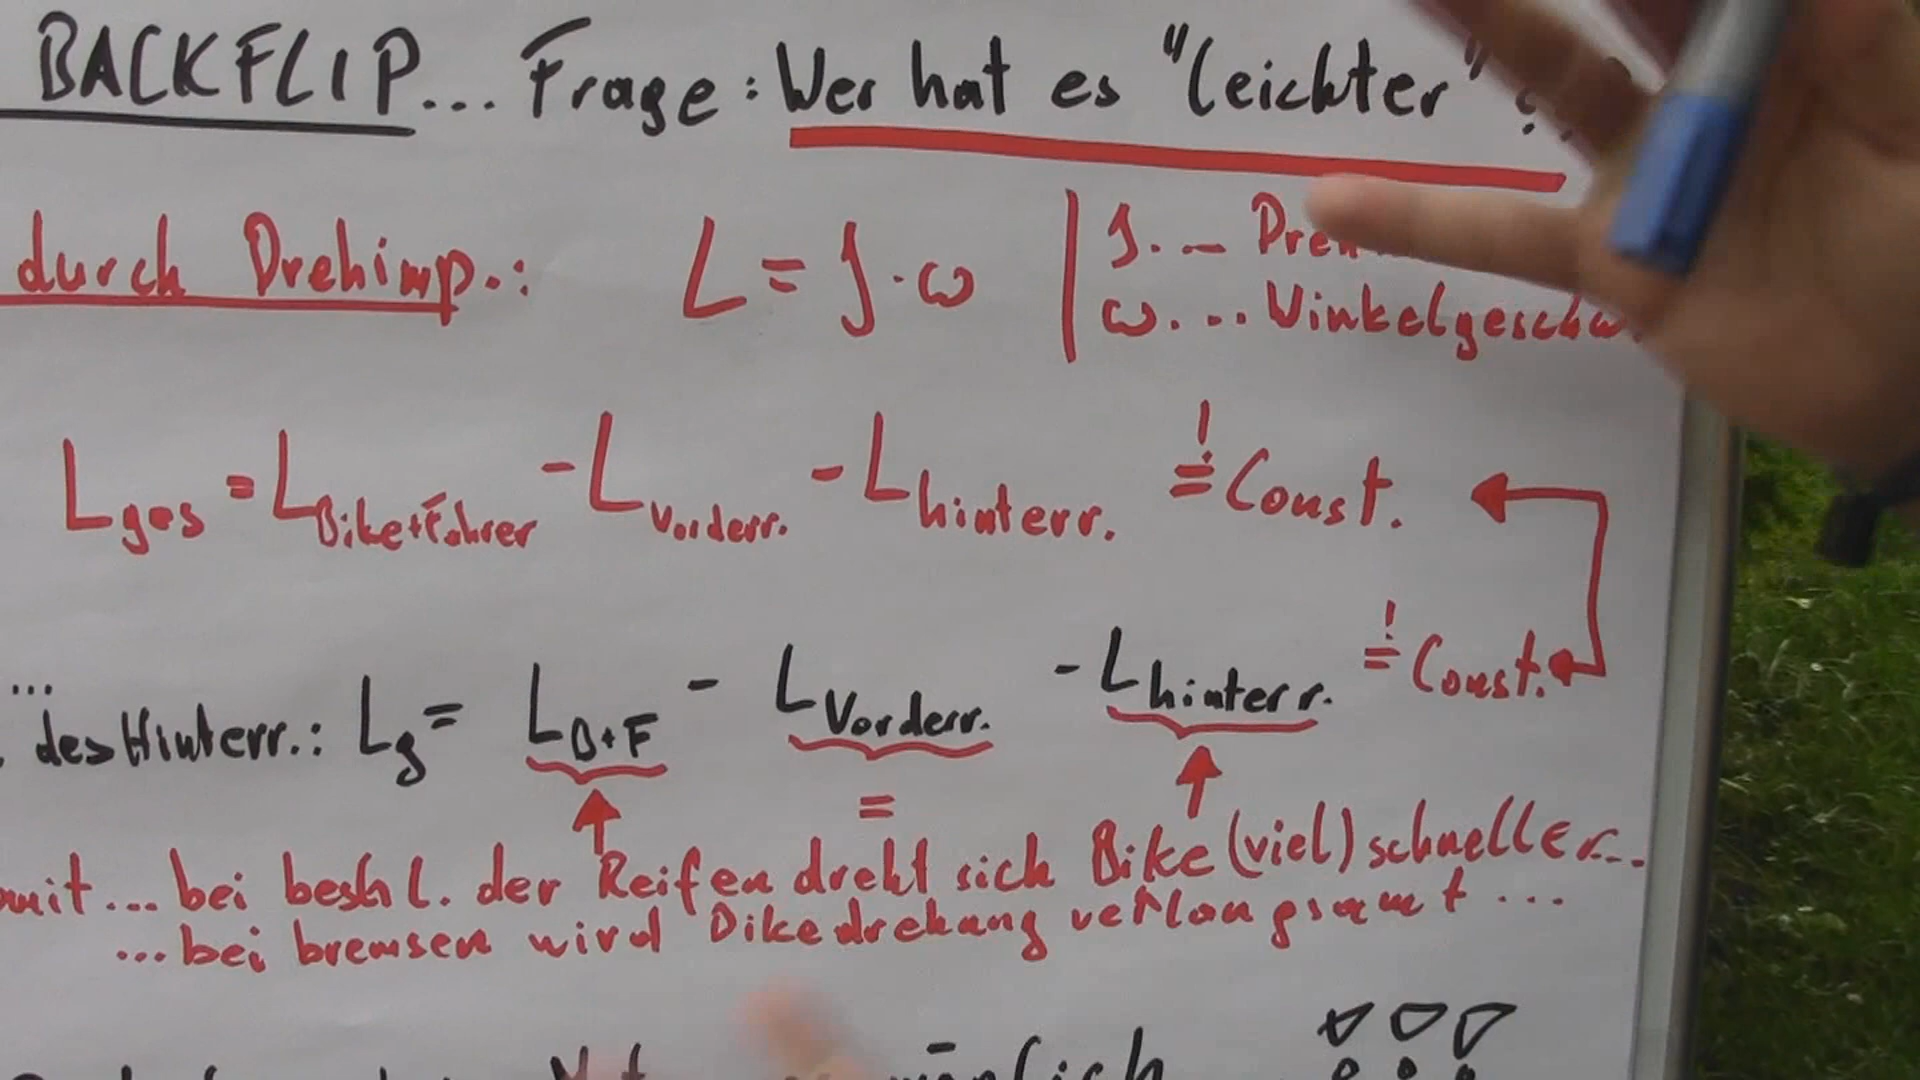 BACKFLIP... Frage: Wer hat es "leichter"?
durch Drehimp.: L = J · ω | J...
ω... Winkelgeschw.
Lges = LBike+Fahrer - LVorderr. - Lhinterr. != Const.
...
des Hinterr.: Lg = LB+F - LVorderr. - Lhinterr. != Const.
=
mit... bei beschl. der Reifen dreht sich Bike (viel) schneller...
...bei bremsen wird Bikedrehung verlangsamt...